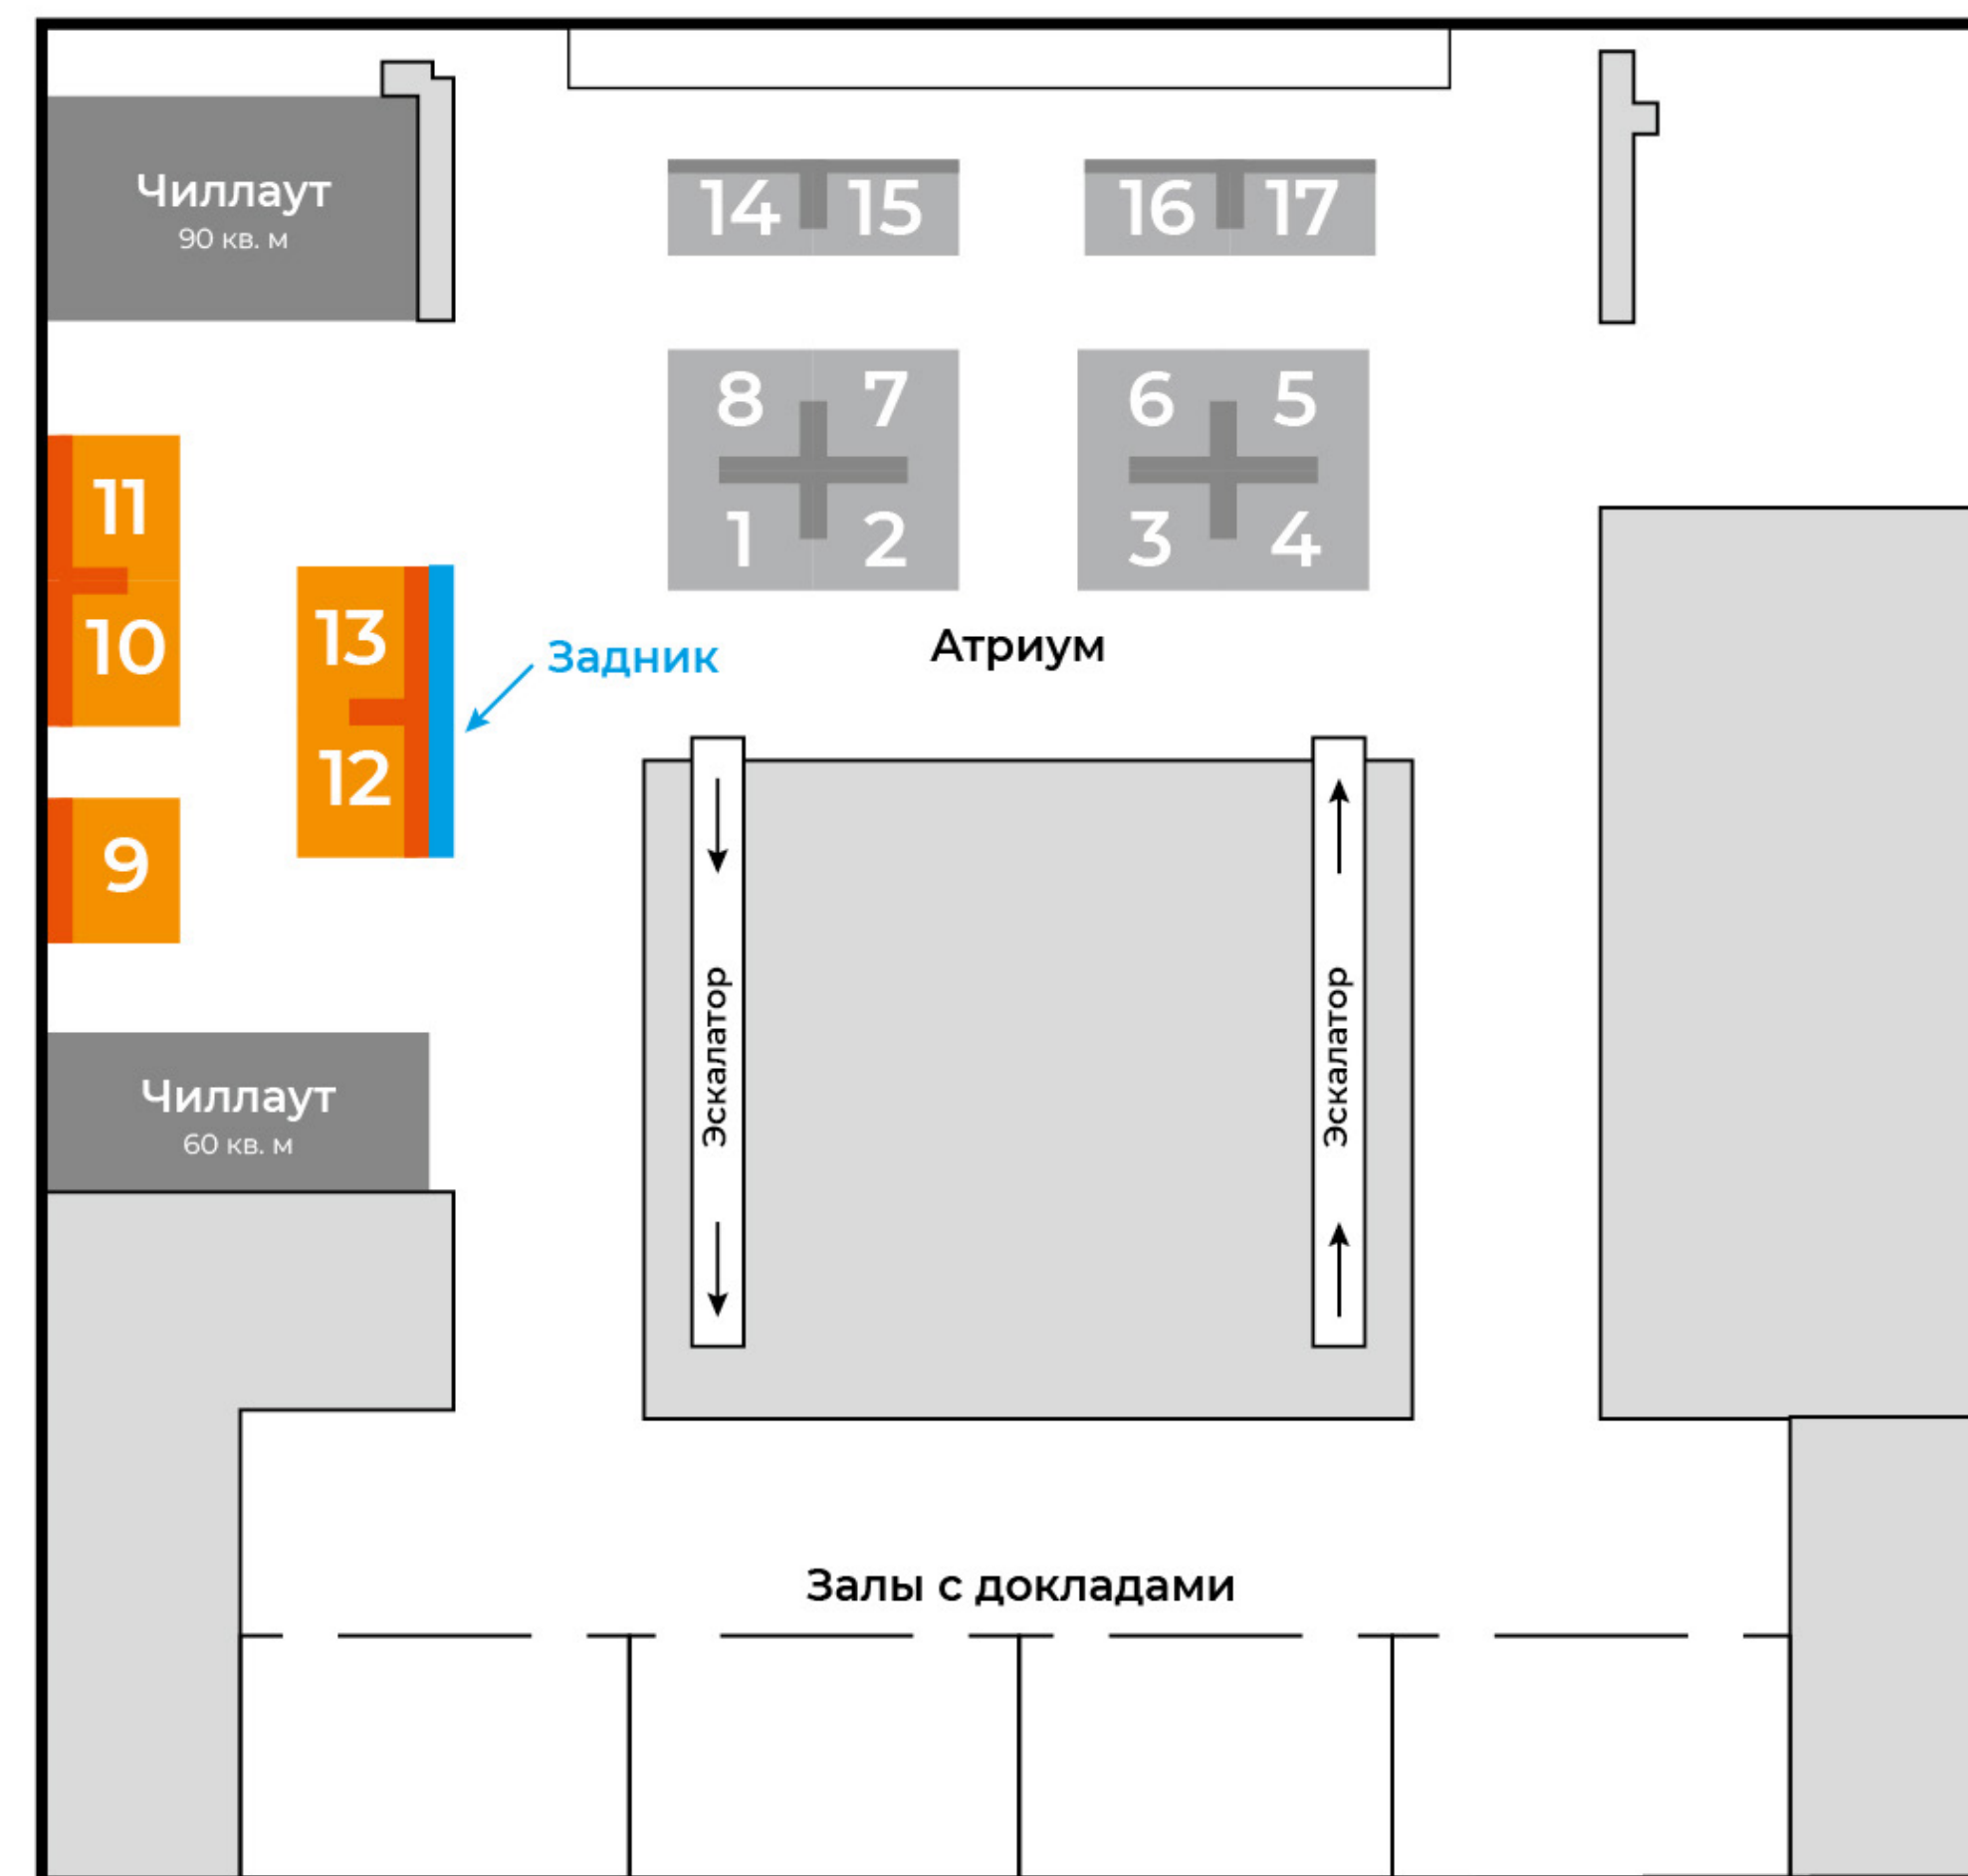 Чиллаут
90 кв. м
14 15
16 17
8 7
1 2
6 5
3 4
11
10
13
12
9
Задник
Атриум
Эскалатор
Эскалатор
Чиллаут
60 кв. м
Залы с докладами